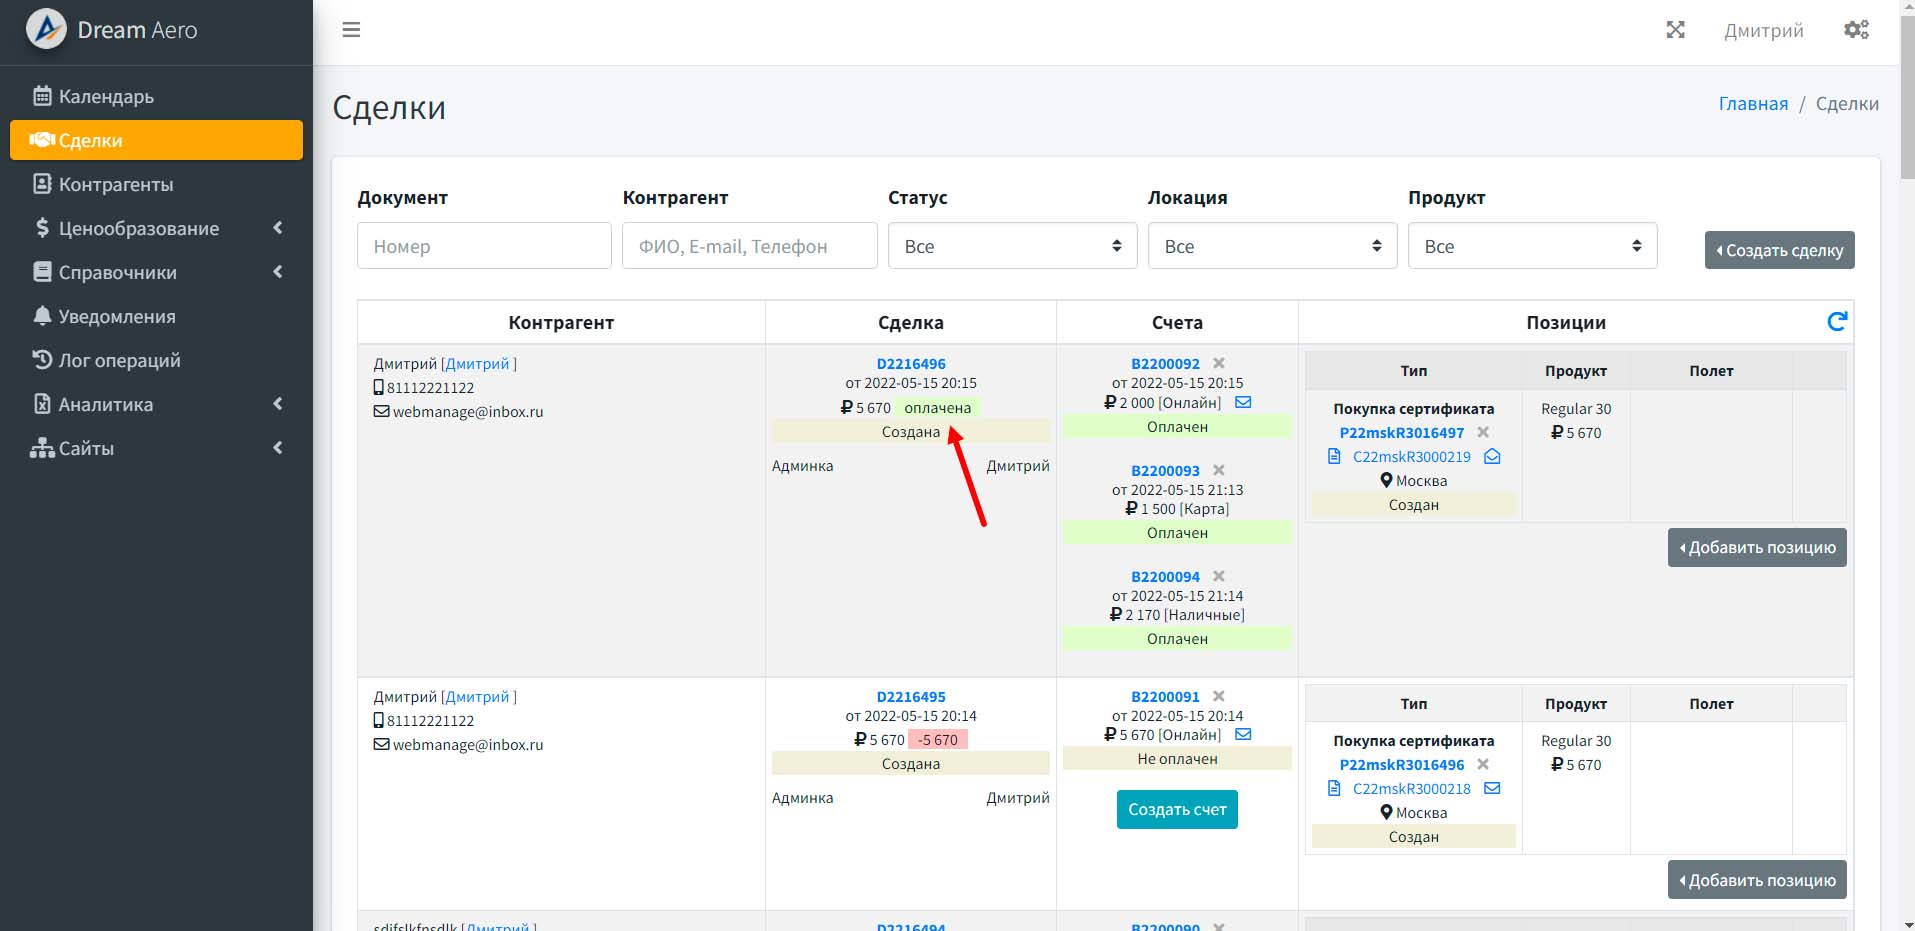 Dream Aero
Дмитрий
Календарь
Сделки
Контрагенты
Ценообразование
Справочники
Уведомления
Лог операций
Аналитика
Сайты
Сделки
Главная / Сделки
Документ
Контрагент
Статус
Локация
Продукт
Номер
ФИО, E-mail, Телефон
Все
Все
Все
Создать сделку
Контрагент
Сделка
Счета
Позиции
Дмитрий [Дмитрий ]
81112221122
webmanage@inbox.ru
D2216496
от 2022-05-15 20:15
₽ 5 670 оплачена
Создана
Админка
Дмитрий
B2200092
от 2022-05-15 20:15
₽ 2 000 [Онлайн]
Оплачен
B2200093
от 2022-05-15 21:13
₽ 1 500 [Карта]
Оплачен
B2200094
от 2022-05-15 21:14
₽ 2 170 [Наличные]
Оплачен
Тип
Продукт
Полет
Покупка сертификата
P22mskR3016497
C22mskR3000219
Москва
Создан
Regular 30
₽ 5 670
Добавить позицию
Дмитрий [Дмитрий ]
81112221122
webmanage@inbox.ru
D2216495
от 2022-05-15 20:14
₽ 5 670 -5 670
Создана
Админка
Дмитрий
B2200091
от 2022-05-15 20:14
₽ 5 670 [Онлайн]
Не оплачен
Создать счет
Тип
Продукт
Полет
Покупка сертификата
P22mskR3016496
C22mskR3000218
Москва
Создан
Regular 30
₽ 5 670
Добавить позицию
sdifslkfnsdlk [Дмитрий ]
D2216494
B2200090